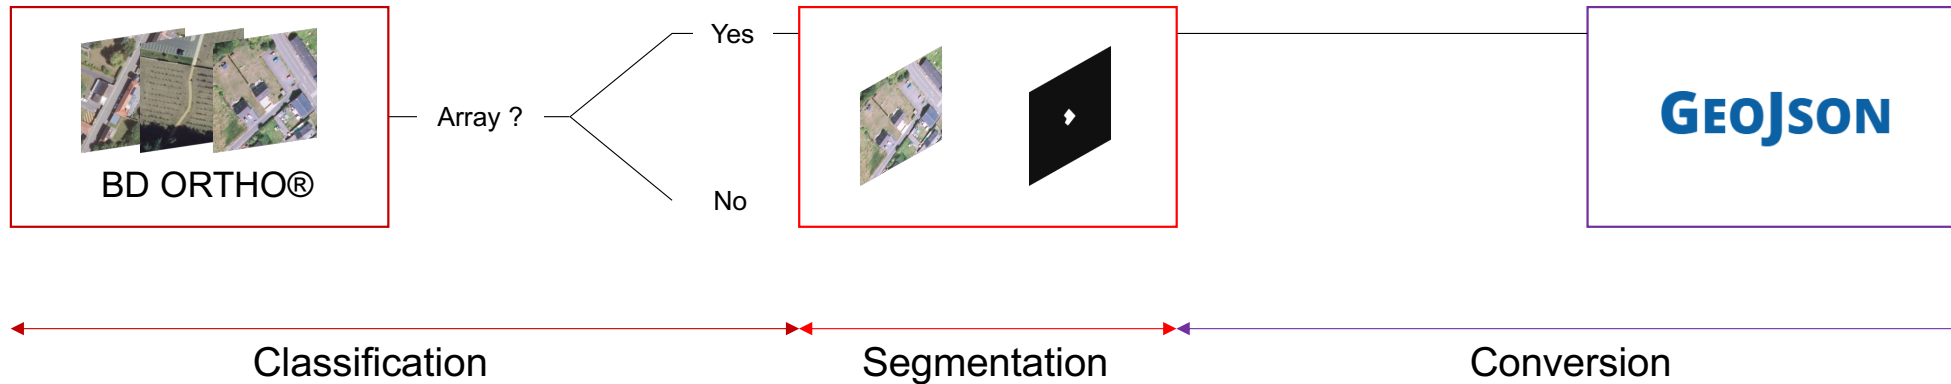 BD ORTHO®
Array ?
Yes
No
GEOJSON
Classification
Segmentation
Conversion